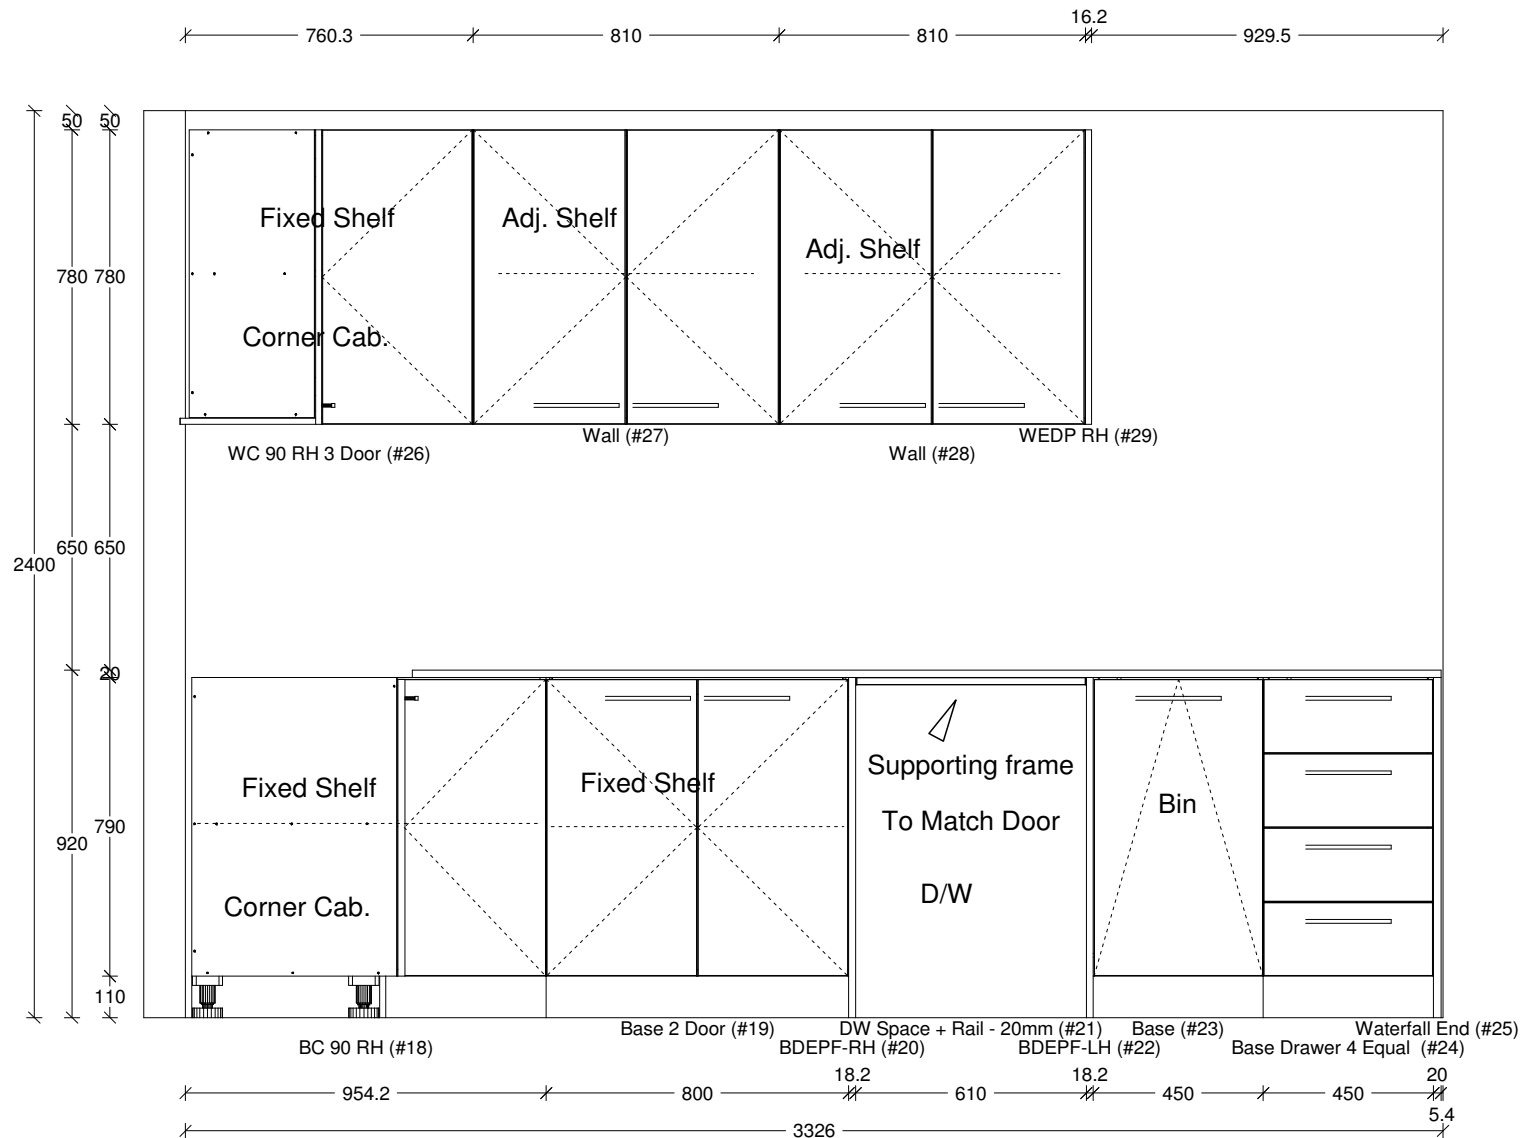 16.2
760.3 810 810 929.5
50 50
Fixed Shelf Adj. Shelf
Adj. Shelf
780 780
Corner Cab.
Wall (#27) WEDP RH (#29)
WC 90 RH 3 Door (#26) Wall (#28)
650 650
2400
20
Supporting frame
Fixed Shelf Fixed Shelf
Bin
To Match Door
790
920
D/W
Corner Cab.
110
Base 2 Door (#19) DW Space + Rail - 20mm (#21) Base (#23) Waterfall End (#25)
BC 90 RH (#18) BDEPF-RH (#20) BDEPF-LH (#22) Base Drawer 4 Equal (#24)
18.2 18.2 20
954.2 800 610 450 450
5.4
3326